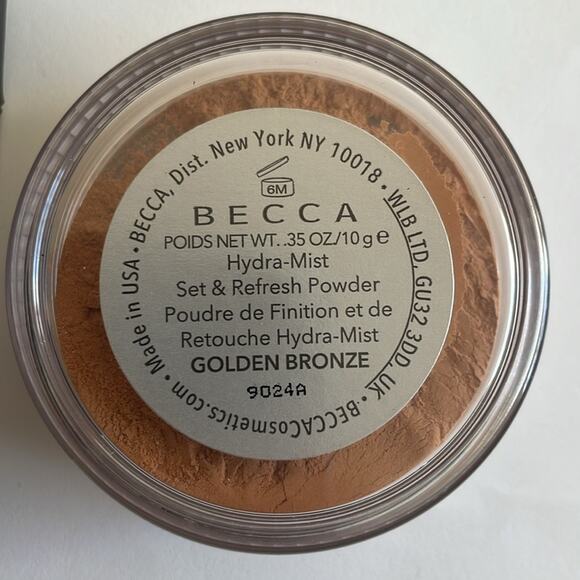 BECCA, Dist. New York NY 10018 • WLB LTD, GU32 3DD, UK • BECCACosmetics.com • Made in USA •
6M
BECCA
POIDS NET WT. .35 OZ./10 g e
Hydra-Mist
Set & Refresh Powder
Poudre de Finition et de
Retouche Hydra-Mist
GOLDEN BRONZE
9024A